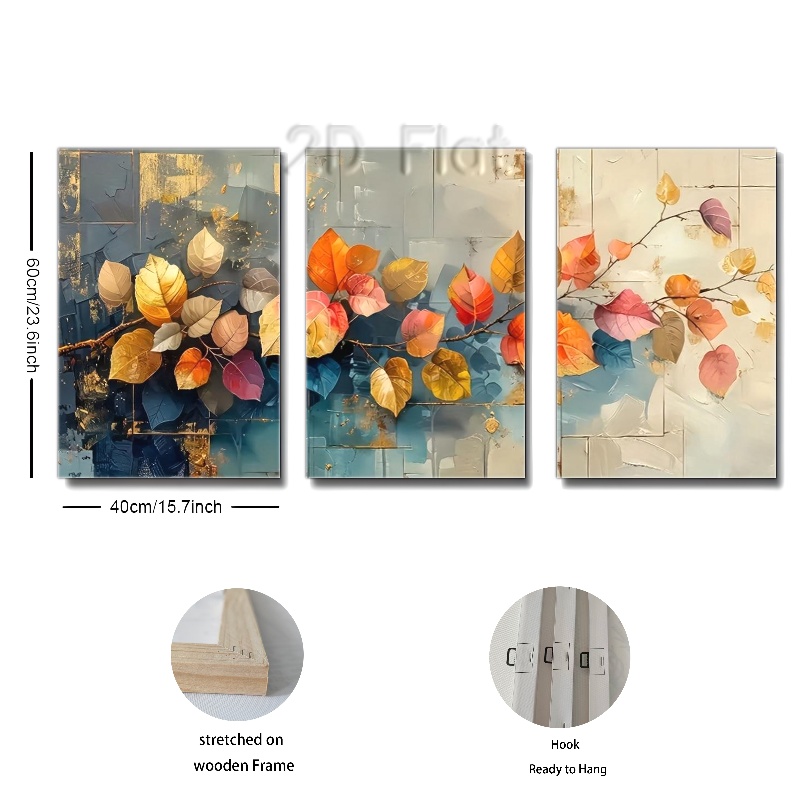 2D Flat
60cm/23.6inch
40cm/15.7inch
stretched on
wooden Frame
Hook
Ready to Hang